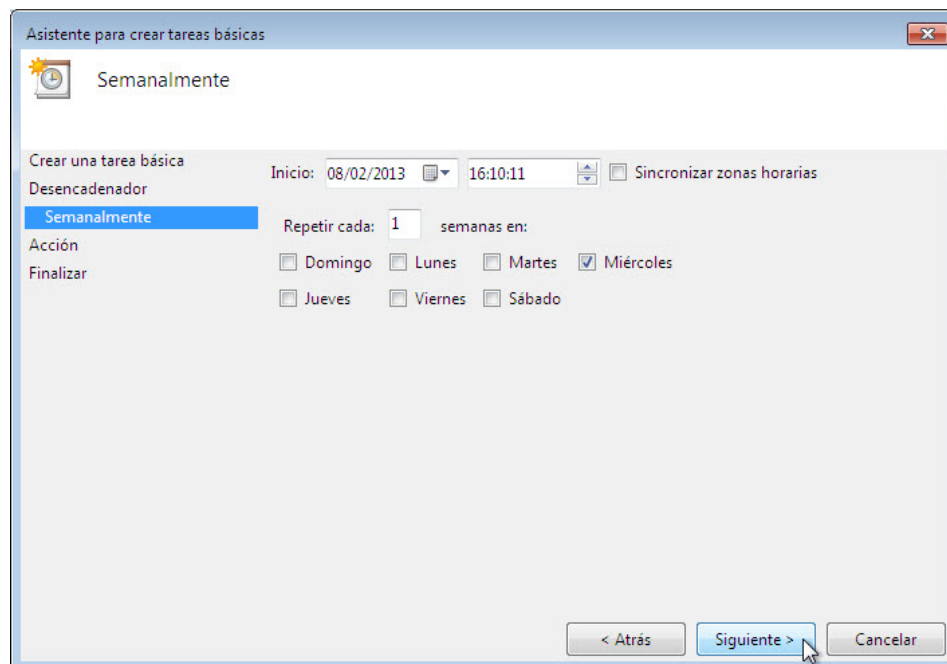 Asistente para crear tareas básicas
Semanalmente
Crear una tarea básica
Desencadenador
Semanalmente
Acción
Finalizar
Inicio: 08/02/2013 16:10:11 Sincronizar zonas horarias
Repetir cada: 1 semanas en:
Domingo Lunes Martes Miércoles
Jueves Viernes Sábado
< Atrás Siguiente > Cancelar